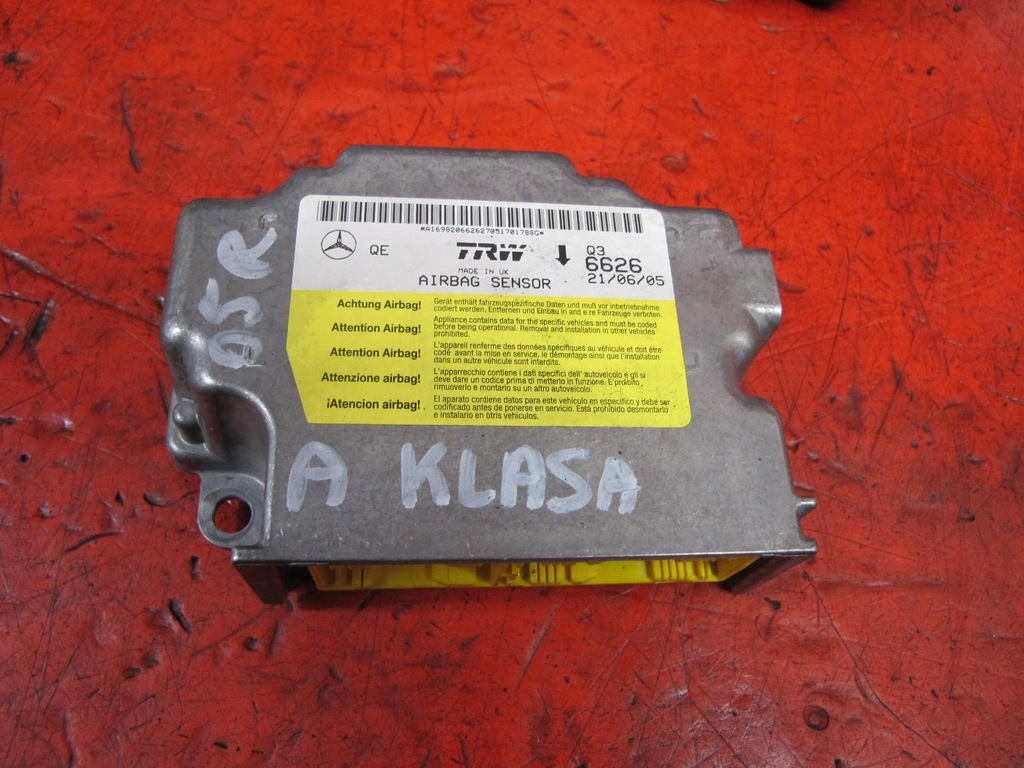 *A1698206626270517017886*
QE
TRW
Q3
6626
MADE IN UK
21/06/05
AIRBAG SENSOR
Achtung Airbag!
Gerät enthält fahrzeugspezifische Daten und muß vor inbetriebnahme
codiert werden. Entfernen und Einbau in and e re Fahrzeuge verboten.
Attention Airbag!
Appliance contains data for the specific vehicles and must be coded
before being operational. Removal and installation in other vehicles
prohibited.
Attention Airbag!
L'appareil renferme des données spécifiques au véhicule et doit être
codé avant la mise en service. le démontage ainsi que l'installation
dans un autre véhicule sont interdits.
Attenzione airbag!
L'apparrecchio contiene i dati specifici dell' autoveicolo e gli si
deve dare un codice prima di metterlo in funzione. E'proibito
rimuoverlo e montarlo su un altro autoveicolo.
¡Atencion airbag!
El aparato contiene datos para este vehiculo en especifico y debe ser
codificado antes de ponerse en servicio. Está prohibido desmontarlo
e instalarlo en otris vehículos.
05R
A KLASA